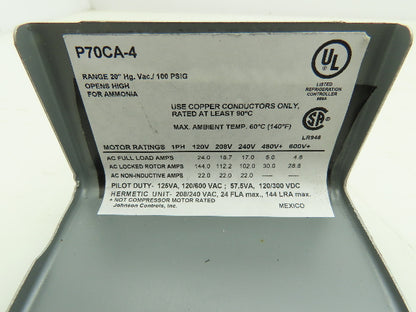 P70CA-4
RANGE 20" Hg. Vac./ 100 PSIG
OPENS HIGH
FOR AMMONIA
UL
®
LISTED
REFRIGERATION
CONTROLLER
USE COPPER CONDUCTORS ONLY,
RATED AT LEAST 90°C
MAX. AMBIENT TEMP. 60°C (140°F)
SA
LR948
MOTOR RATINGS 1PH 120V 208V 240V 480V+ 600V+
AC FULL LOAD AMPS 24.0 18.7 17.0 5.0 4.8
AC LOCKED ROTOR AMPS 144.0 112.2 102.0 30.0 28.8
AC NON-INDUCTIVE AMPS 22.0 22.0 22.0 — —
PILOT DUTY- 125VA, 120/600 VAC ; 57.5VA, 120/300 VDC
HERMETIC UNIT- 208/240 VAC, 24 FLA max., 144 LRA max.
+ NOT COMPRESSOR MOTOR RATED
Johnson Controls, Inc. MEXICO